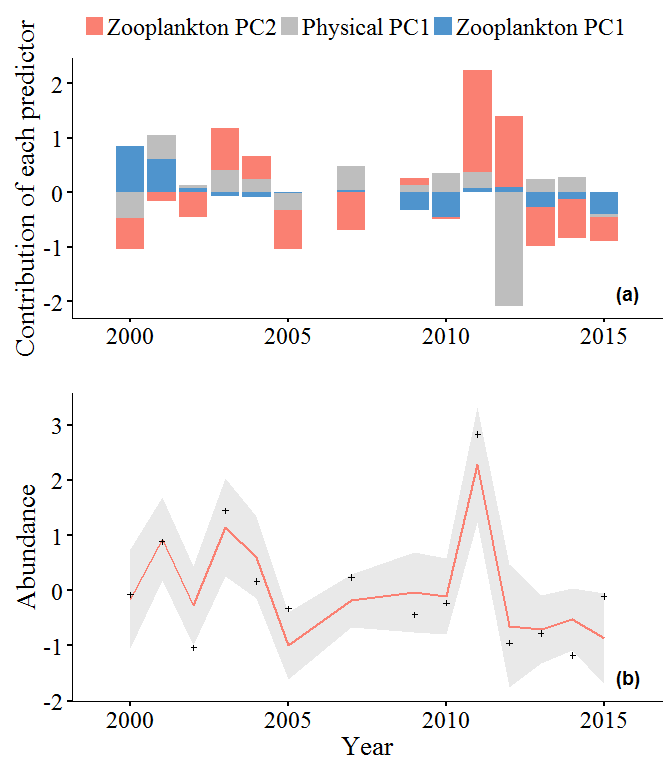 Zooplankton PC2 Physical PC1 Zooplankton PC1
Contribution of each predictor
2
1
0
-1
-2
(a)
2000 2005 2010 2015
Abundance
3
2
1
0
-1
-2
(b)
2000 2005 2010 2015
Year